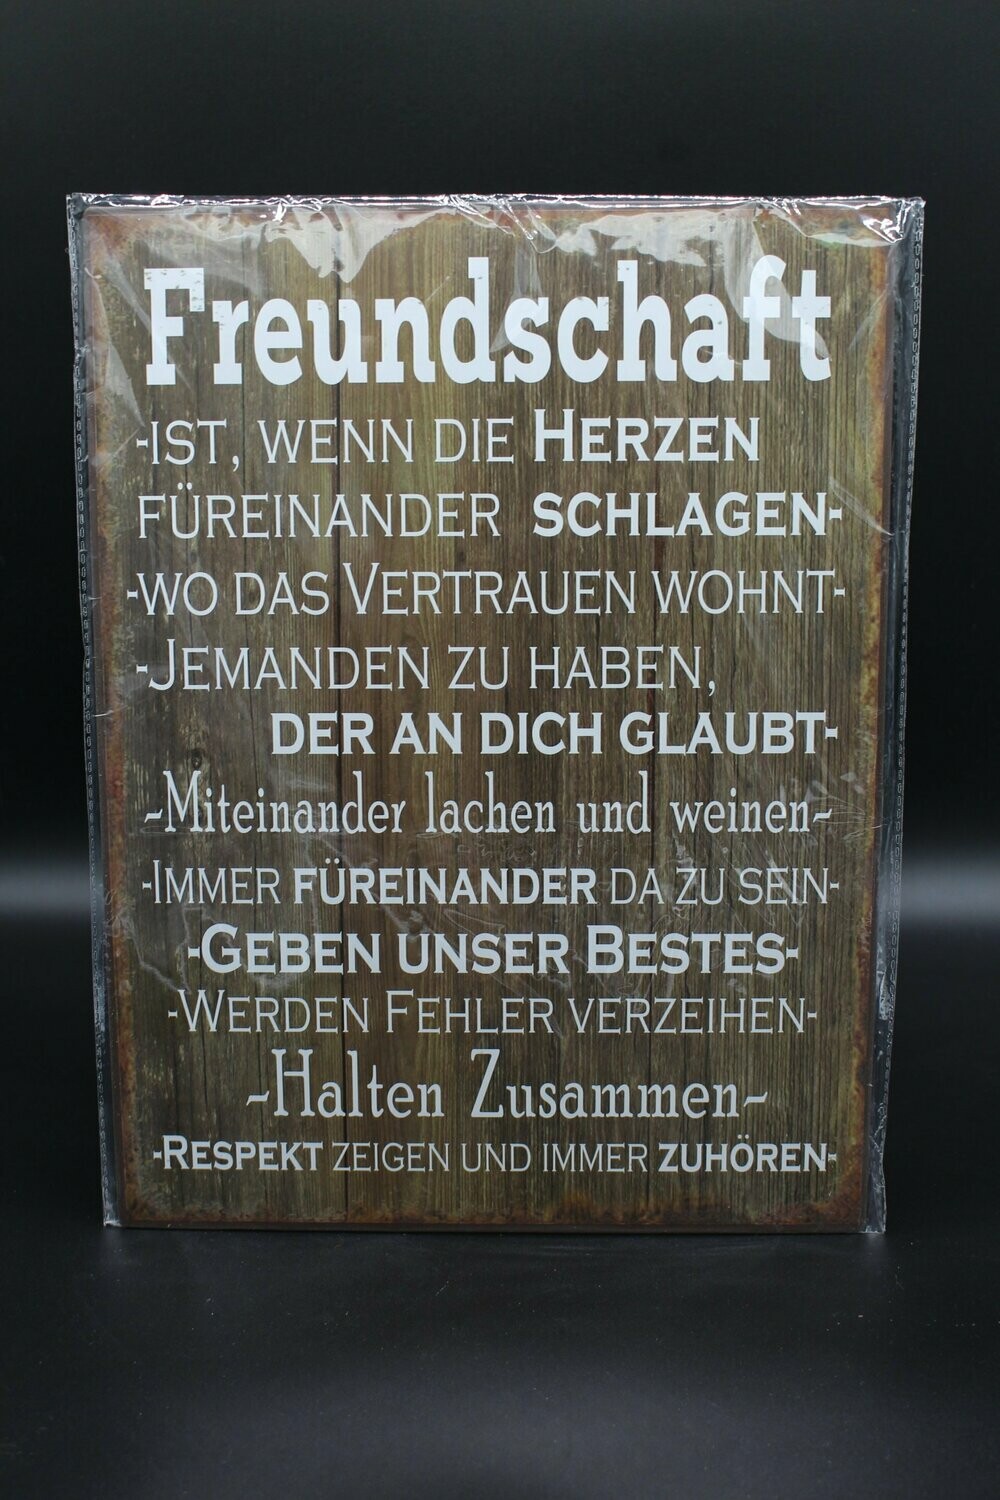 Freundschaft
-IST, WENN DIE HERZEN
FÜREINANDER SCHLAGEN-
-WO DAS VERTRAUEN WOHNT-
-JEMANDEN ZU HABEN,
DER AN DICH GLAUBT-
~Miteinander lachen und weinen~
-IMMER FÜREINANDER DA ZU SEIN-
-GEBEN UNSER BESTES-
-WERDEN FEHLER VERZEIHEN-
~Halten Zusammen~
-RESPEKT ZEIGEN UND IMMER ZUHÖREN-